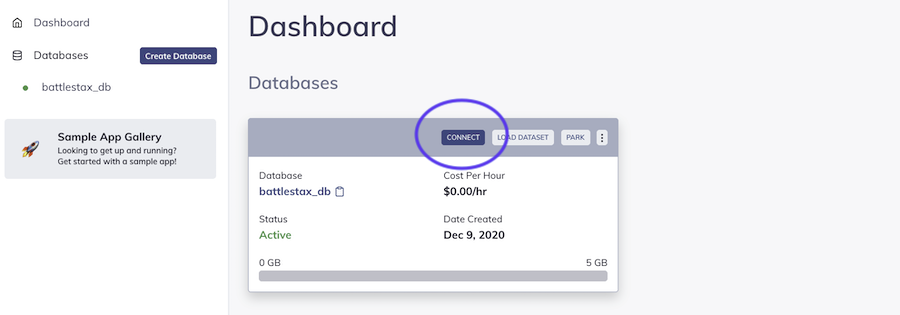 Dashboard
Databases
Create Database
battlestax_db
Sample App Gallery
Looking to get up and running?
Get started with a sample app!
Dashboard
Databases
CONNECT
LOAD DATASET
PARK
Database
battlestax_db
Cost Per Hour
$0.00/hr
Status
Active
Date Created
Dec 9, 2020
0 GB
5 GB